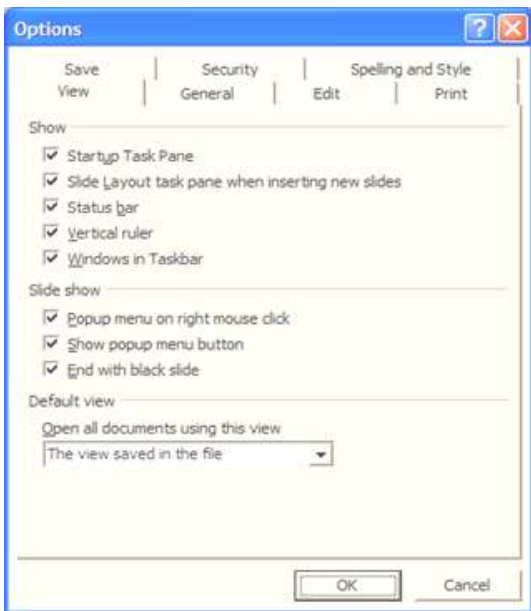 Options
Save Security Spelling and Style
View General Edit Print
Show
Startup Task Pane
Slide Layout task pane when inserting new slides
Status bar
Vertical ruler
Windows in Taskbar
Slide show
Popup menu on right mouse click
Show popup menu button
End with black slide
Default view
Open all documents using this view
The view saved in the file
OK Cancel